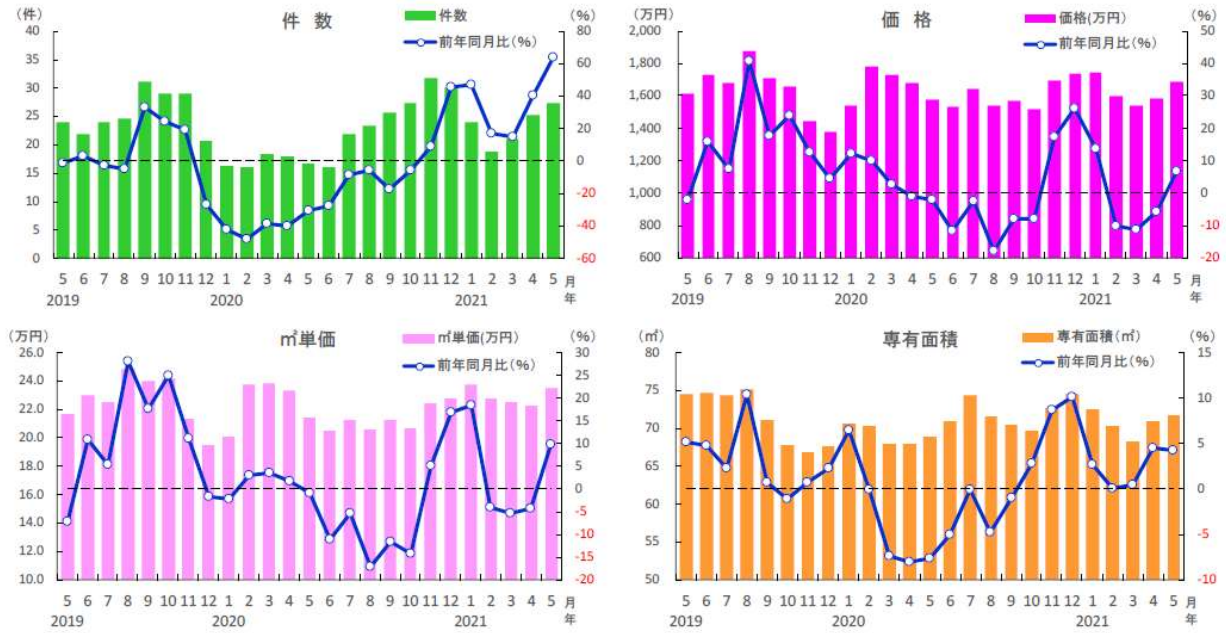 （件） 件 数 件数 （%）
前年同月比（%）
40 80
35 60
30 40
25 20
20 0
15 -20
10 -40
5
0 -60
5 6 7 8 9 10 11 12 1 2 3 4 5 6 7 8 9 10 11 12 1 2 3 4 5 月
2019 2020 2021 年
（万円） 価 格 価格(万円) （%）
前年同月比（%）
2,000 50
1,800 40
1,600 30
1,400 20
1,200 10
1,000 0
800 -10
600 -20
5 6 7 8 9 10 11 12 1 2 3 4 5 6 7 8 9 10 11 12 1 2 3 4 5 月
2019 2020 2021 年
（万円） ㎡単価 ㎡単価(万円) （%）
前年同月比（%）
26.0 30
24.0 25
22.0 20
20.0 15
18.0 10
16.0 5
14.0 0
12.0 -5
10.0 -10
-15
-20
5 6 7 8 9 10 11 12 1 2 3 4 5 6 7 8 9 10 11 12 1 2 3 4 5 月
2019 2020 2021 年
（㎡） 専有面積 専有面積（㎡） （%）
前年同月比（%）
80 15
75 10
70 5
65 0
60 -5
55 -10
50
5 6 7 8 9 10 11 12 1 2 3 4 5 6 7 8 9 10 11 12 1 2 3 4 5 月
2019 2020 2021 年